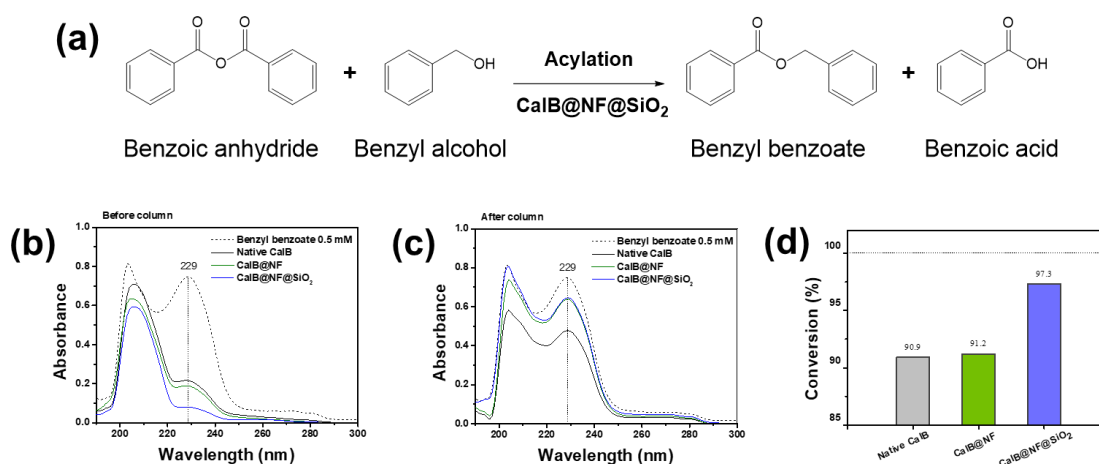 (a)
O O
O
+
OH
Acylation
CalB@NF@SiO₂
O
O
+
O
OH
Benzoic anhydride Benzyl alcohol Benzyl benzoate Benzoic acid
(b)
Before column
1.0
0.8
0.6
0.4
0.2
0.0
Absorbance
229
Benzyl benzoate 0.5 mM
Native CalB
CalB@NF
CalB@NF@SiO₂
200 220 240 260 280 300
Wavelength (nm)
(c)
After column
1.0
0.8
0.6
0.4
0.2
0.0
Absorbance
229
Benzyl benzoate 0.5 mM
Native CalB
CalB@NF
CalB@NF@SiO₂
200 220 240 260 280 300
Wavelength (nm)
(d)
100
95
90
85
Conversion (%)
90.9
91.2
97.3
Native CalB
CalB@NF
CalB@NF@SiO₂